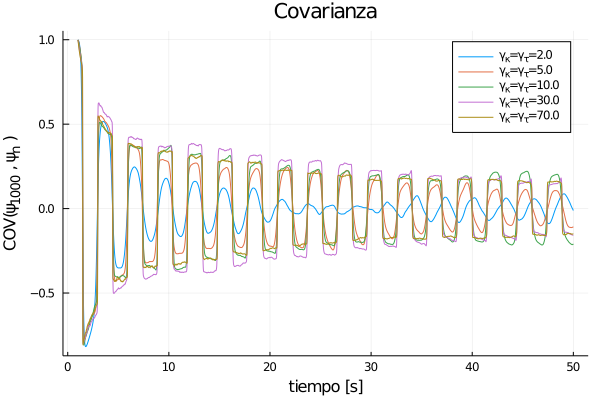 Covarianza
COV(ψ₁₀₀₀ , ψₙ )
1.0
0.5
0.0
−0.5
γκ=γτ=2.0
γκ=γτ=5.0
γκ=γτ=10.0
γκ=γτ=30.0
γκ=γτ=70.0
0 10 20 30 40 50
tiempo [s]